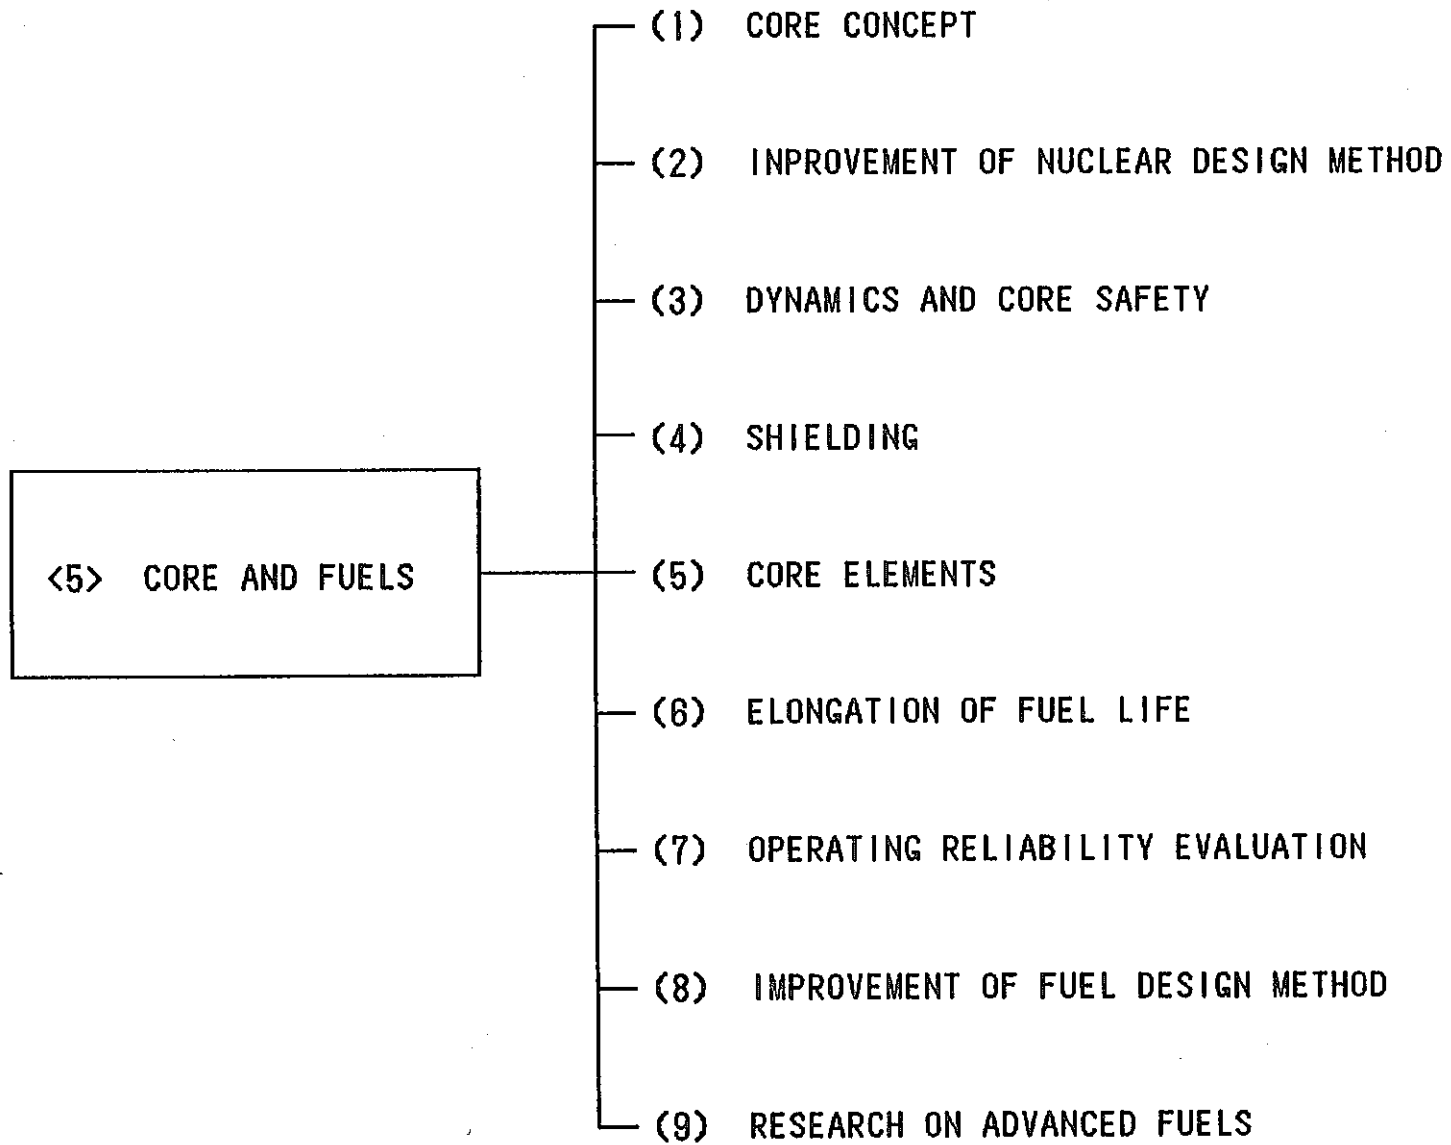 (1) CORE CONCEPT
(2) INPROVEMENT OF NUCLEAR DESIGN METHOD
(3) DYNAMICS AND CORE SAFETY
(4) SHIELDING
<5> CORE AND FUELS
(5) CORE ELEMENTS
(6) ELONGATION OF FUEL LIFE
(7) OPERATING RELIABILITY EVALUATION
(8) IMPROVEMENT OF FUEL DESIGN METHOD
(9) RESEARCH ON ADVANCED FUELS